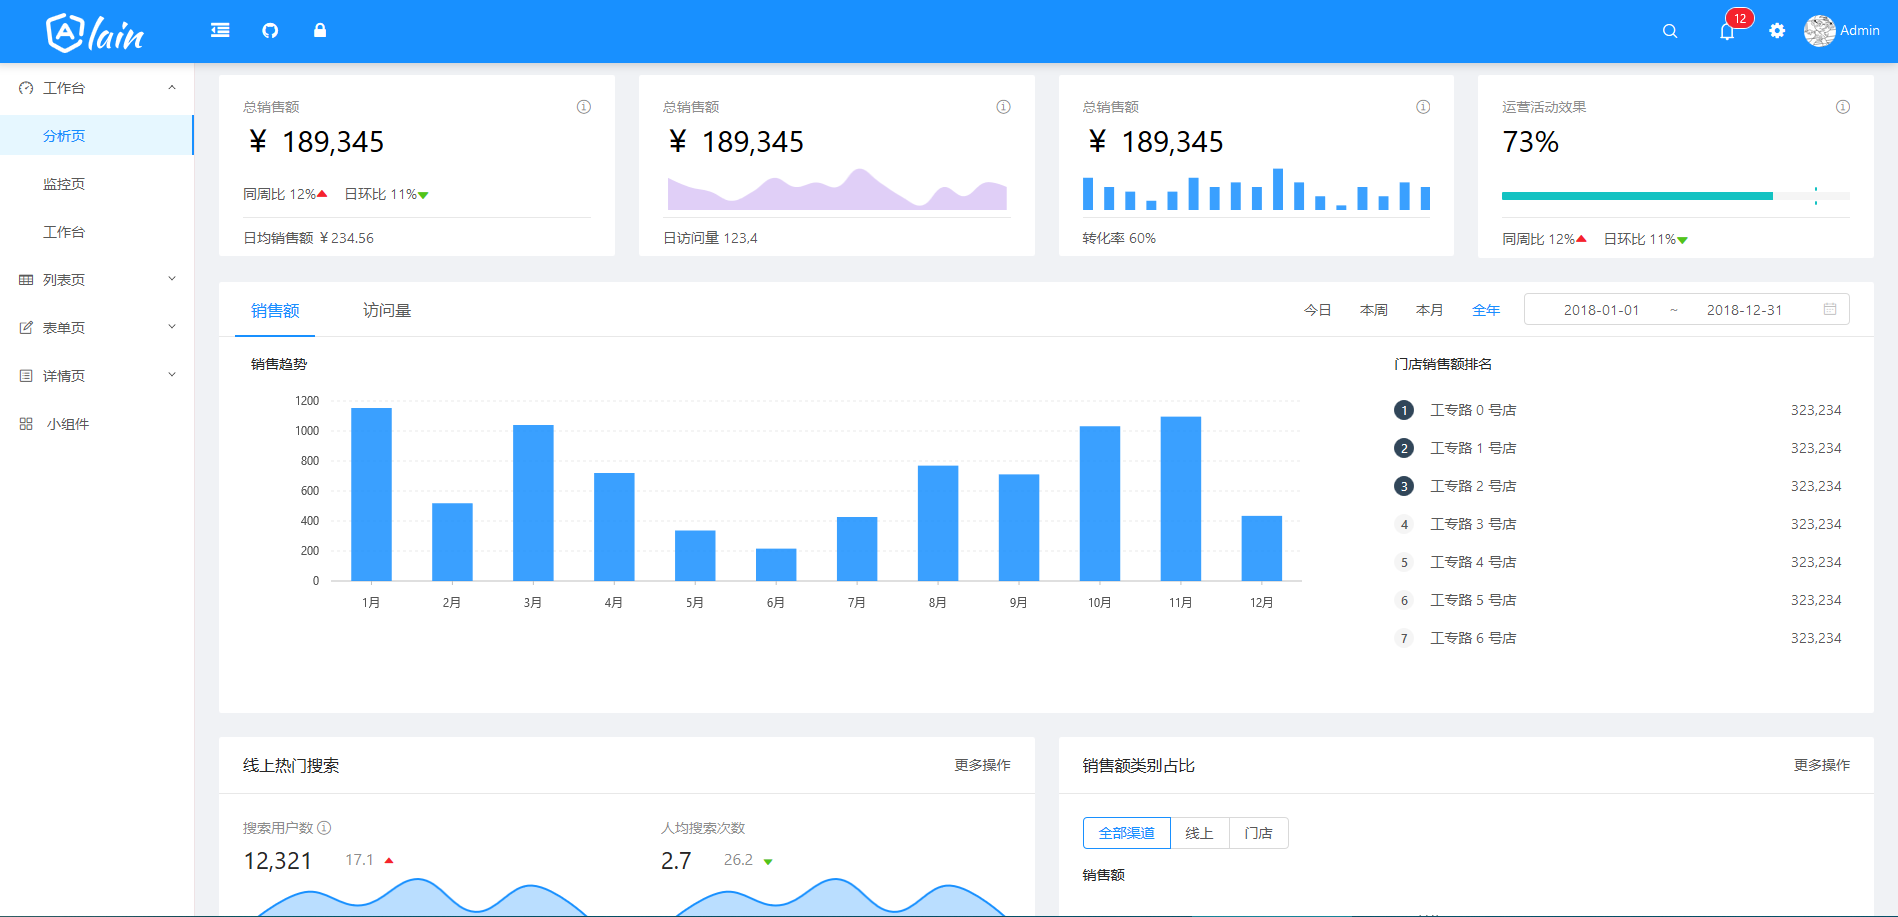 Alain
12
Admin
工作台
分析页
监控页
工作台
列表页
表单页
详情页
小组件
总销售额
¥ 189,345
同周比 12% 日环比 11%
日均销售额 ¥234.56
总销售额
¥ 189,345
日访问量 123,4
总销售额
¥ 189,345
转化率 60%
运营活动效果
73%
同周比 12% 日环比 11%
销售额 访问量
今日 本周 本月 全年 2018-01-01 ~ 2018-12-31
销售趋势
1200
1000
800
600
400
200
0
1月 2月 3月 4月 5月 6月 7月 8月 9月 10月 11月 12月
门店销售额排名
1 工专路 0 号店 323,234
2 工专路 1 号店 323,234
3 工专路 2 号店 323,234
4 工专路 3 号店 323,234
5 工专路 4 号店 323,234
6 工专路 5 号店 323,234
7 工专路 6 号店 323,234
线上热门搜索 更多操作
搜索用户数
12,321 17.1
人均搜索次数
2.7 26.2
销售额类别占比 更多操作
全部渠道 线上 门店
销售额